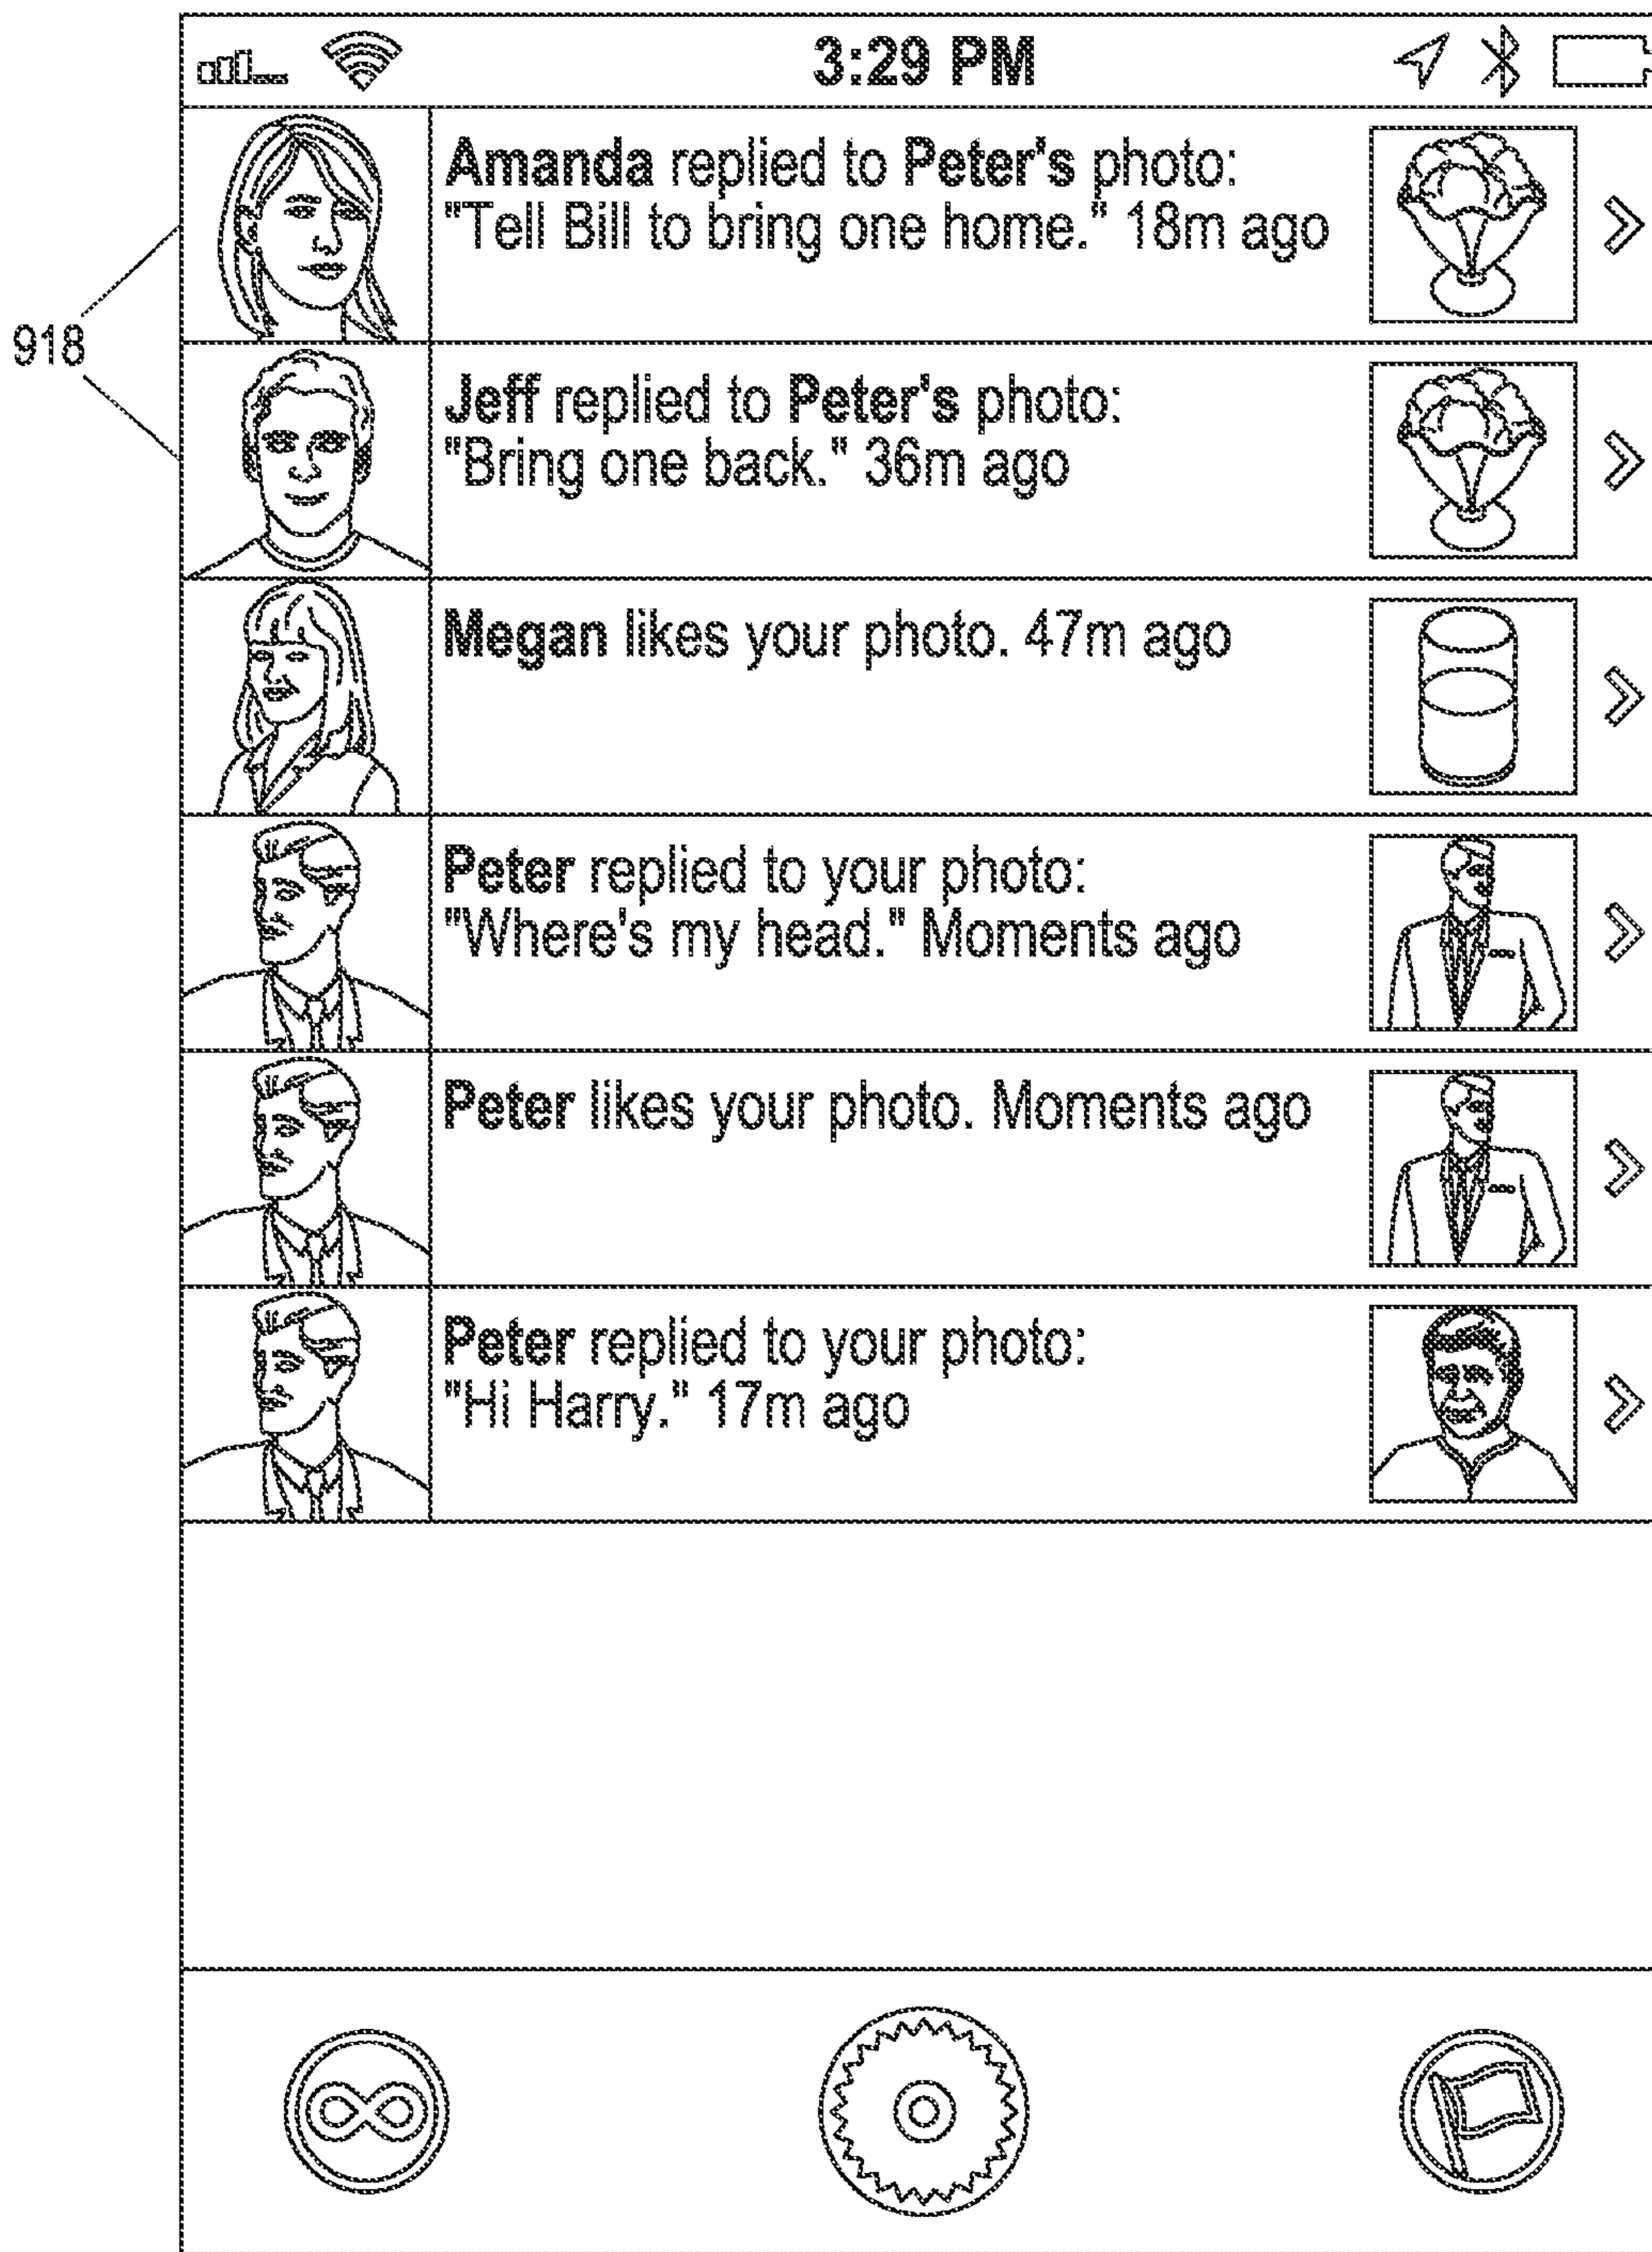 3:29 PM
Amanda replied to Peter's photo:
"Tell Bill to bring one home." 18m ago
918
Jeff replied to Peter's photo:
"Bring one back." 36m ago
Megan likes your photo. 47m ago
Peter replied to your photo:
"Where's my head." Moments ago
Peter likes your photo. Moments ago
Peter replied to your photo:
"Hi Harry." 17m ago